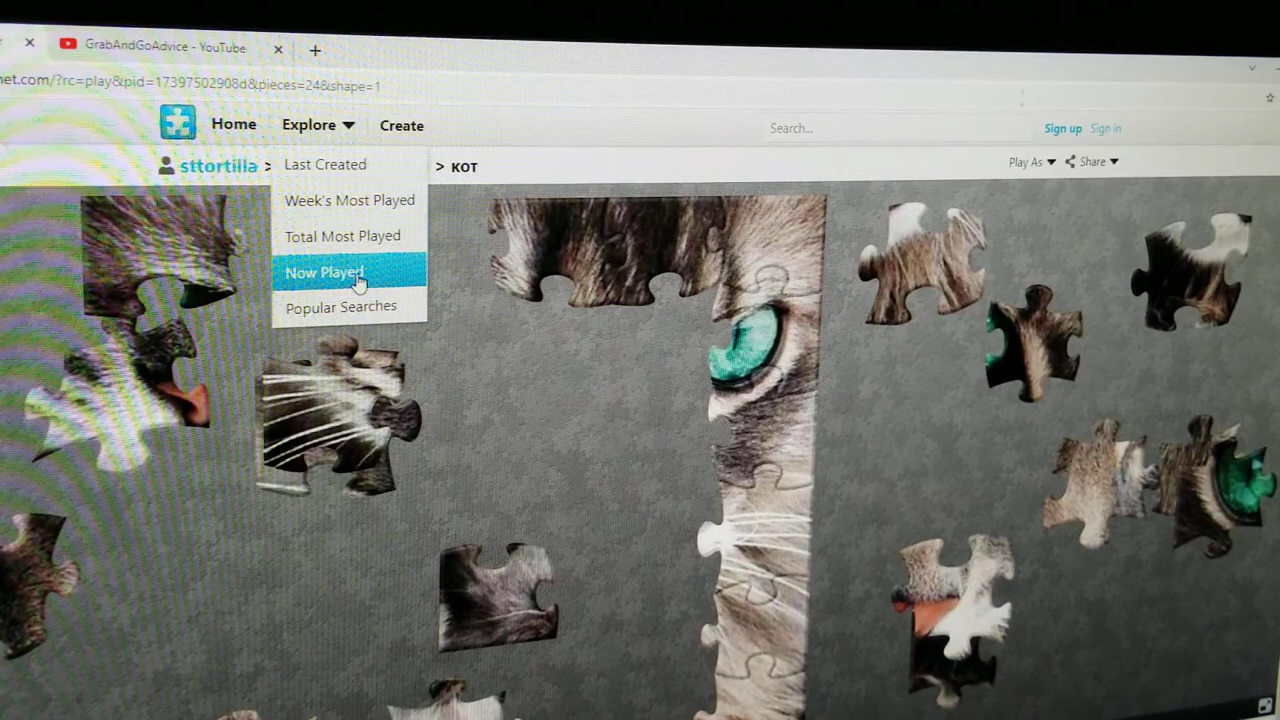 GrabAndGoAdvice - YouTube
net.com/?rc=play&pid=17397502908d&pieces=24&shape=1
Home Explore Create Search... Sign up Sign in
sttortilla > > KOT Play As Share
Last Created
Week's Most Played
Total Most Played
Now Played
Popular Searches